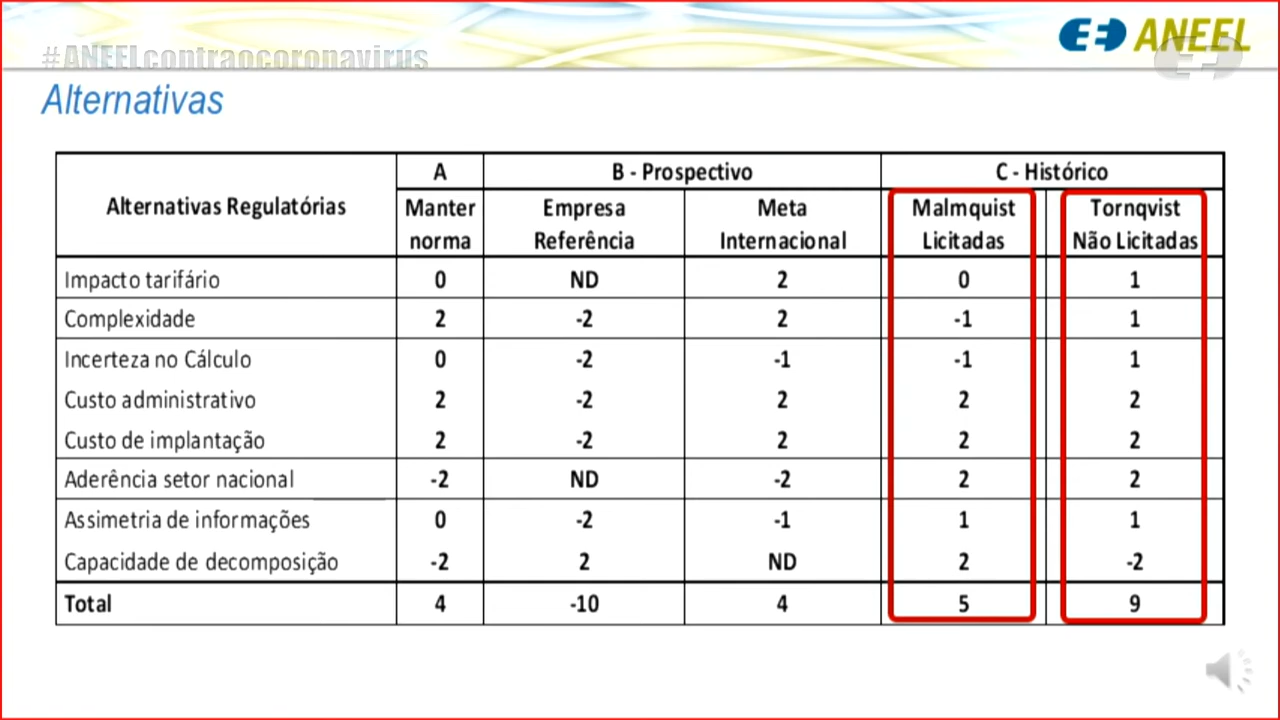 #ANEELcontraocoronavirus
ANEEL
Alternativas
Alternativas Regulatórias A B - Prospectivo C - Histórico
Manter norma Empresa Referência Meta Internacional Malmquist Licitadas Tornqvist Não Licitadas
Impacto tarifário 0 ND 2 0 1
Complexidade 2 -2 2 -1 1
Incerteza no Cálculo 0 -2 -1 -1 1
Custo administrativo 2 -2 2 2 2
Custo de implantação 2 -2 2 2 2
Aderência setor nacional -2 ND -2 2 2
Assimetria de informações 0 -2 -1 1 1
Capacidade de decomposição -2 2 ND 2 -2
Total 4 -10 4 5 9